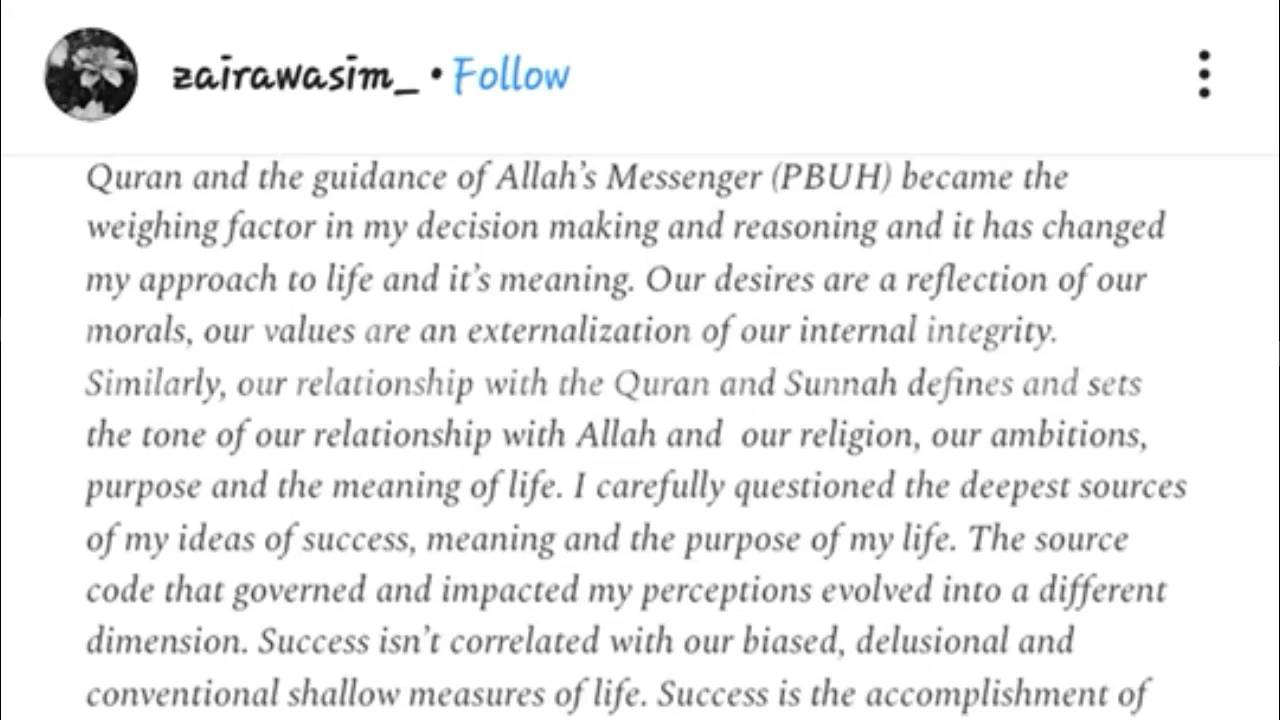 zairawasim_ • Follow
Quran and the guidance of Allah's Messenger (PBUH) became the
weighing factor in my decision making and reasoning and it has changed
my approach to life and it's meaning. Our desires are a reflection of our
morals, our values are an externalization of our internal integrity.
Similarly, our relationship with the Quran and Sunnah defines and sets
the tone of our relationship with Allah and  our religion, our ambitions,
purpose and the meaning of life. I carefully questioned the deepest sources
of my ideas of success, meaning and the purpose of my life. The source
code that governed and impacted my perceptions evolved into a different
dimension. Success isn't correlated with our biased, delusional and
conventional shallow measures of life. Success is the accomplishment of